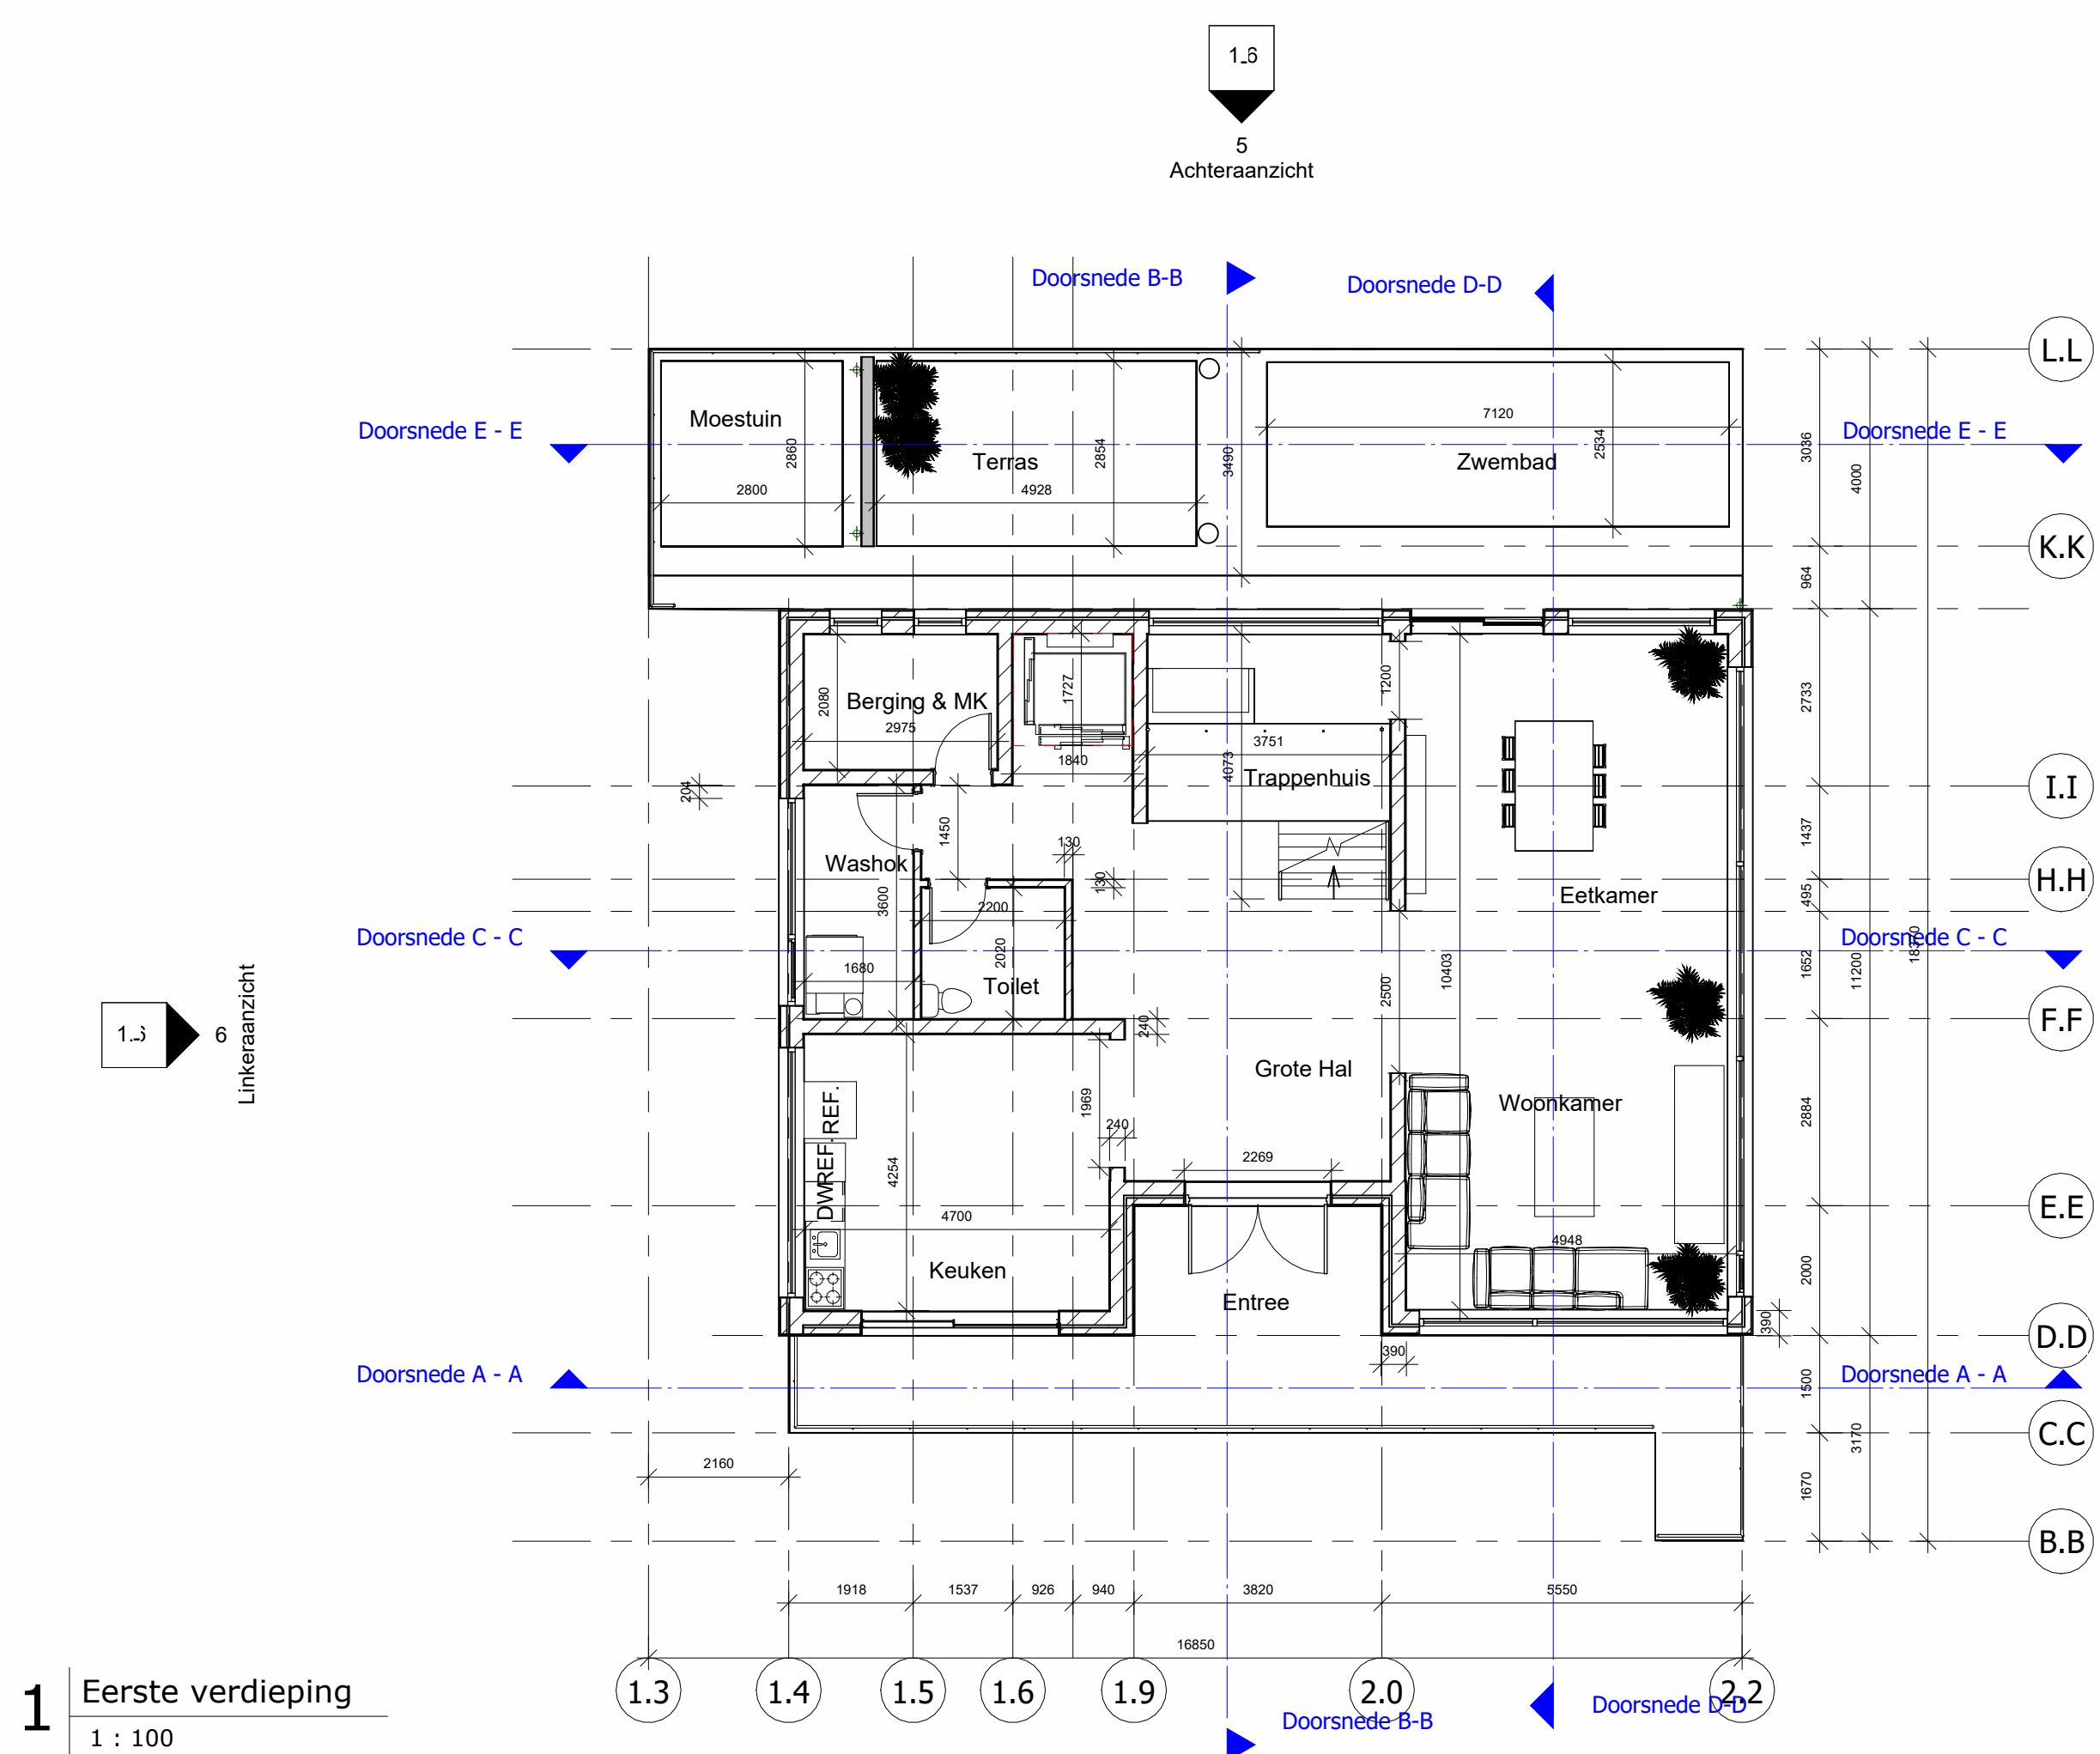 1.6
5
Achteraanzicht
Doorsnede B-B
Doorsnede D-D
L.L
Moestuin
7120
Doorsnede E - E
Doorsnede E - E
2860
Terras
2854
3490
Zwembad
2534
3036
4000
2800
4928
K.K
964
1200
2080
Berging & MK
1727
2733
2975
3751
1840
4073
Trappenhuis
204
I.I
1450
130
1437
Washok
130
H.H
3600
2200
Eetkamer
495
Doorsnede C - C
Doorsnede C - C
18370
2020
1680
2500
10403
1652
11200
Toilet
Linkeraanzicht
6
240
F.F
Grote Hal
REF.
1969
Woonkamer
2884
240
DW
REF.
4254
2269
4700
E.E
4948
Keuken
2000
Entree
390
D.D
390
Doorsnede A - A
Doorsnede A - A
1500
C.C
3170
2160
1670
B.B
1918
1537
926
940
3820
5550
16850
1.3
1.4
1.5
1.6
1.9
2.0
2.2
Doorsnede D-D
Doorsnede B-B
1
Eerste verdieping
1 : 100